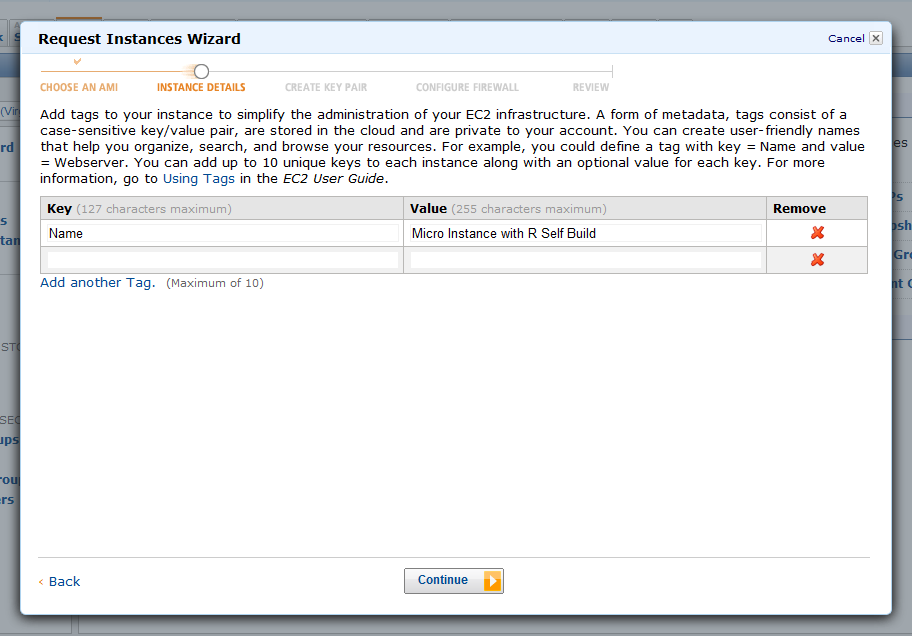 Request Instances Wizard
Cancel
CHOOSE AN AMI
INSTANCE DETAILS
CREATE KEY PAIR
CONFIGURE FIREWALL
REVIEW
Add tags to your instance to simplify the administration of your EC2 infrastructure. A form of metadata, tags consist of a
case-sensitive key/value pair, are stored in the cloud and are private to your account. You can create user-friendly names
that help you organize, search, and browse your resources. For example, you could define a tag with key = Name and value
= Webserver. You can add up to 10 unique keys to each instance along with an optional value for each key. For more
information, go to Using Tags in the EC2 User Guide.
Key (127 characters maximum) Value (255 characters maximum) Remove
Name Micro Instance with R Self Build
Add another Tag. (Maximum of 10)
< Back
Continue